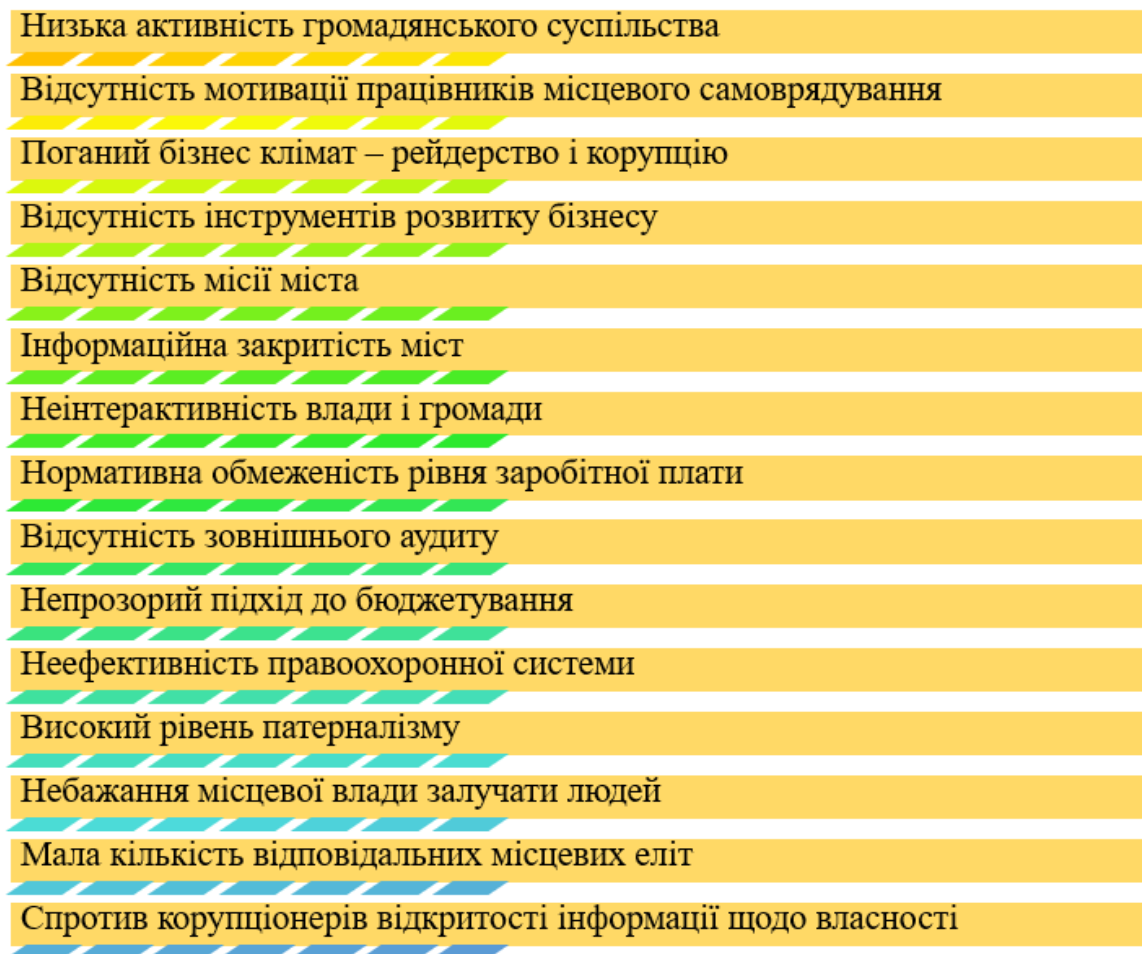 Низька активність громадянського суспільства
Відсутність мотивації працівників місцевого самоврядування
Поганий бізнес клімат – рейдерство і корупцію
Відсутність інструментів розвитку бізнесу
Відсутність місії міста
Інформаційна закритість міст
Неінтерактивність влади і громади
Нормативна обмеженість рівня заробітної плати
Відсутність зовнішнього аудиту
Непрозорий підхід до бюджетування
Неефективність правоохоронної системи
Високий рівень патерналізму
Небажання місцевої влади залучати людей
Мала кількість відповідальних місцевих еліт
Спротив корупціонерів відкритості інформації щодо власності